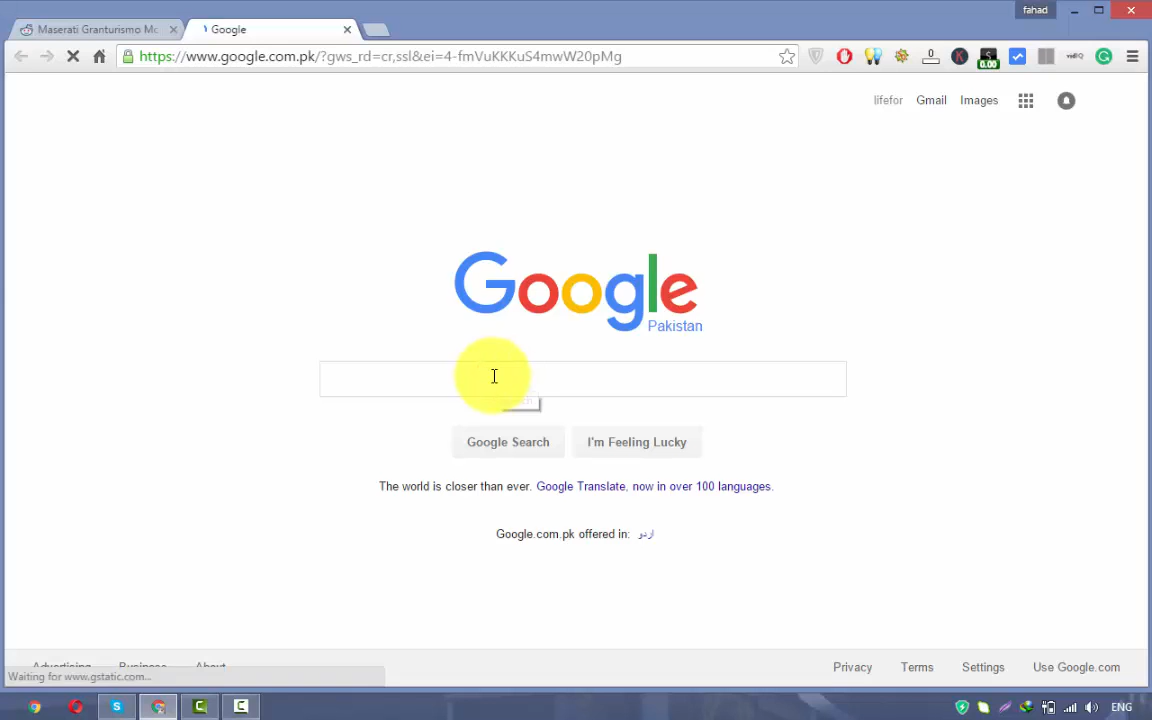 fahad
Maserati Granturismo Mc
Google
https://www.google.com.pk/?gws_rd=cr,ssl&ei=4-fmVuKKKuS4mwW20pMg
0
K
S
0.00
lifefor Gmail Images
Google
Pakistan
Google Search I'm Feeling Lucky
The world is closer than ever. Google Translate, now in over 100 languages.
Google.com.pk offered in: اردو
Advertising Business About
Privacy Terms Settings Use Google.com
Waiting for www.gstatic.com...
ENG